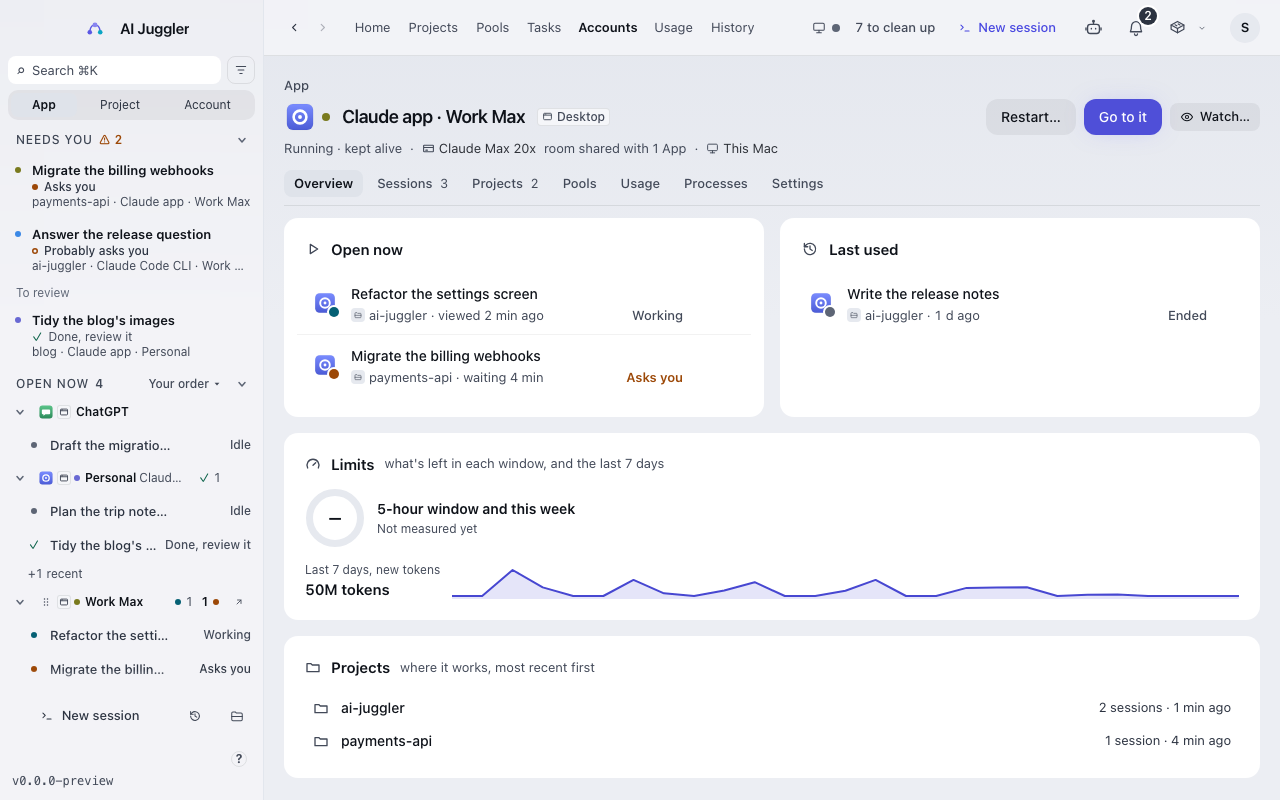 AI Juggler
Search ⌘K
App Project Account
NEEDS YOU 2
Migrate the billing webhooks
Asks you
payments-api · Claude app · Work Max
Answer the release question
Probably asks you
ai-juggler · Claude Code CLI · Work ...
To review
Tidy the blog's images
Done, review it
blog · Claude app · Personal
OPEN NOW 4 Your order
ChatGPT
Draft the migratio... Idle
Personal Claud... 1
Plan the trip note... Idle
Tidy the blog's ... Done, review it
+1 recent
Work Max 1 1
Refactor the setti... Working
Migrate the billin... Asks you
New session
?
v0.0.0-preview
Home Projects Pools Tasks Accounts Usage History
7 to clean up
New session
2
S
App
Claude app · Work Max Desktop
Restart... Go to it Watch...
Running · kept alive · Claude Max 20x room shared with 1 App · This Mac
Overview Sessions 3 Projects 2 Pools Usage Processes Settings
Open now
Refactor the settings screen
ai-juggler · viewed 2 min ago Working
Migrate the billing webhooks
payments-api · waiting 4 min Asks you
Last used
Write the release notes
ai-juggler · 1 d ago Ended
Limits what's left in each window, and the last 7 days
–
5-hour window and this week
Not measured yet
Last 7 days, new tokens
50M tokens
Projects where it works, most recent first
ai-juggler 2 sessions · 1 min ago
payments-api 1 session · 4 min ago